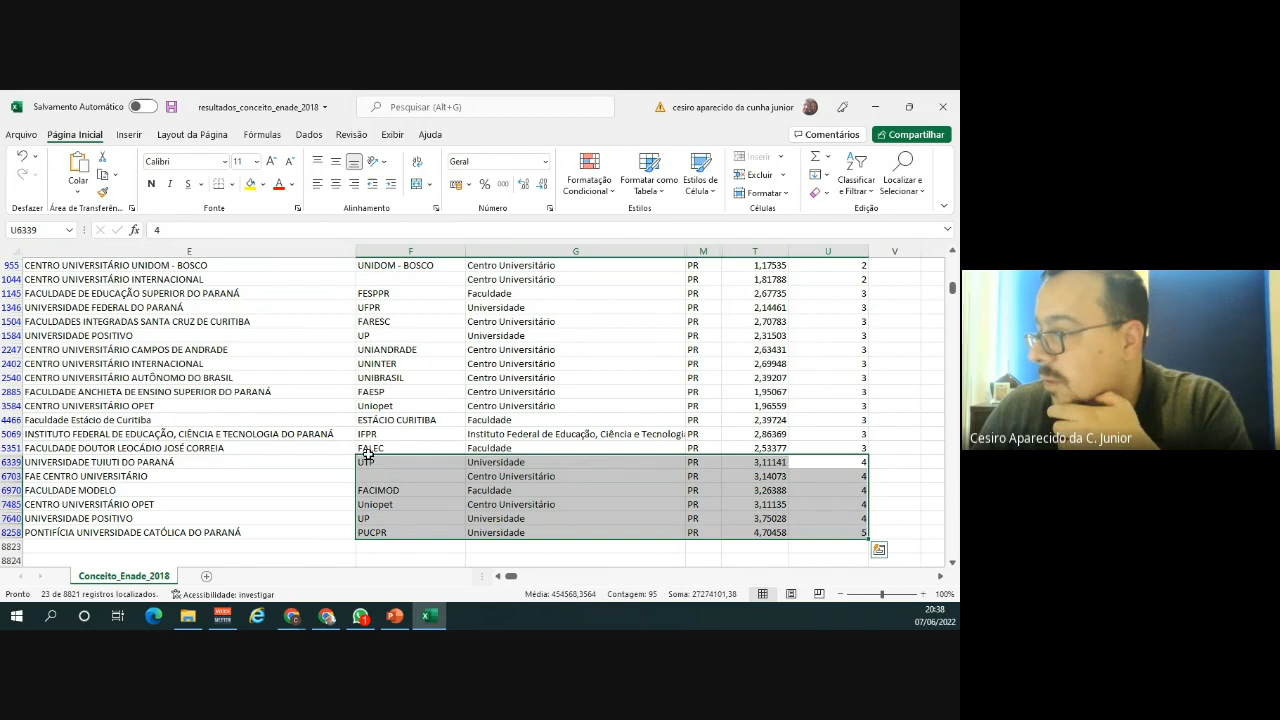 Salvamento Automático resultados_conceito_enade_2018 Pesquisar (Alt+G) cesiro aparecido da cunha junior
Arquivo Página Inicial Inserir Layout da Página Fórmulas Dados Revisão Exibir Ajuda Comentários Compartilhar
Colar Calibri 11 Geral Formatação Condicional Formatar como Tabela Estilos de Célula Inserir Excluir Formatar Classificar e Filtrar Localizar e Selecionar
N I S % 000
Desfazer Área de Transferên... Fonte Alinhamento Número Estilos Células Edição
U6339 fx 4
E F G M T U V
955 CENTRO UNIVERSITÁRIO UNIDOM - BOSCO UNIDOM - BOSCO Centro Universitário PR 1,17535 2
1044 CENTRO UNIVERSITÁRIO INTERNACIONAL Centro Universitário PR 1,81788 2
1145 FACULDADE DE EDUCAÇÃO SUPERIOR DO PARANÁ FESPPR Faculdade PR 2,67735 3
1346 UNIVERSIDADE FEDERAL DO PARANÁ UFPR Universidade PR 2,14461 3
1504 FACULDADES INTEGRADAS SANTA CRUZ DE CURITIBA FARESC Centro Universitário PR 2,70783 3
1584 UNIVERSIDADE POSITIVO UP Universidade PR 2,31503 3
2247 CENTRO UNIVERSITÁRIO CAMPOS DE ANDRADE UNIANDRADE Centro Universitário PR 2,63431 3
2402 CENTRO UNIVERSITÁRIO INTERNACIONAL UNINTER Centro Universitário PR 2,69948 3
2540 CENTRO UNIVERSITÁRIO AUTÔNOMO DO BRASIL UNIBRASIL Centro Universitário PR 2,39207 3
2885 FACULDADE ANCHIETA DE ENSINO SUPERIOR DO PARANÁ FAESP Centro Universitário PR 1,95067 3
3584 CENTRO UNIVERSITÁRIO OPET Uniopet Centro Universitário PR 1,96559 3
4466 Faculdade Estácio de Curitiba ESTÁCIO CURITIBA Faculdade PR 2,39724 3
5069 INSTITUTO FEDERAL DE EDUCAÇÃO, CIÊNCIA E TECNOLOGIA DO PARANÁ IFPR Instituto Federal de Educação, Ciência e Tecnologia PR 2,86369 3
5351 FACULDADE DOUTOR LEOCÁDIO JOSÉ CORREIA FALEC Faculdade PR 2,53377 3
6339 UNIVERSIDADE TUIUTI DO PARANÁ UTP Universidade PR 3,11141 4
6703 FAE CENTRO UNIVERSITÁRIO Centro Universitário PR 3,14073 4
6970 FACULDADE MODELO FACIMOD Faculdade PR 3,26388 4
7485 CENTRO UNIVERSITÁRIO OPET Uniopet Centro Universitário PR 3,11135 4
7640 UNIVERSIDADE POSITIVO UP Universidade PR 3,75028 4
8258 PONTIFÍCIA UNIVERSIDADE CATÓLICA DO PARANÁ PUCPR Universidade PR 4,70458 5
8823
8824
Conceito_Enade_2018
Pronto 23 de 8821 registros localizados. Acessibilidade: investigar Média: 454568,3564 Contagem: 95 Soma: 27274101,38 100%
20:38
07/06/2022
Cesiro Aparecido da C. Junior